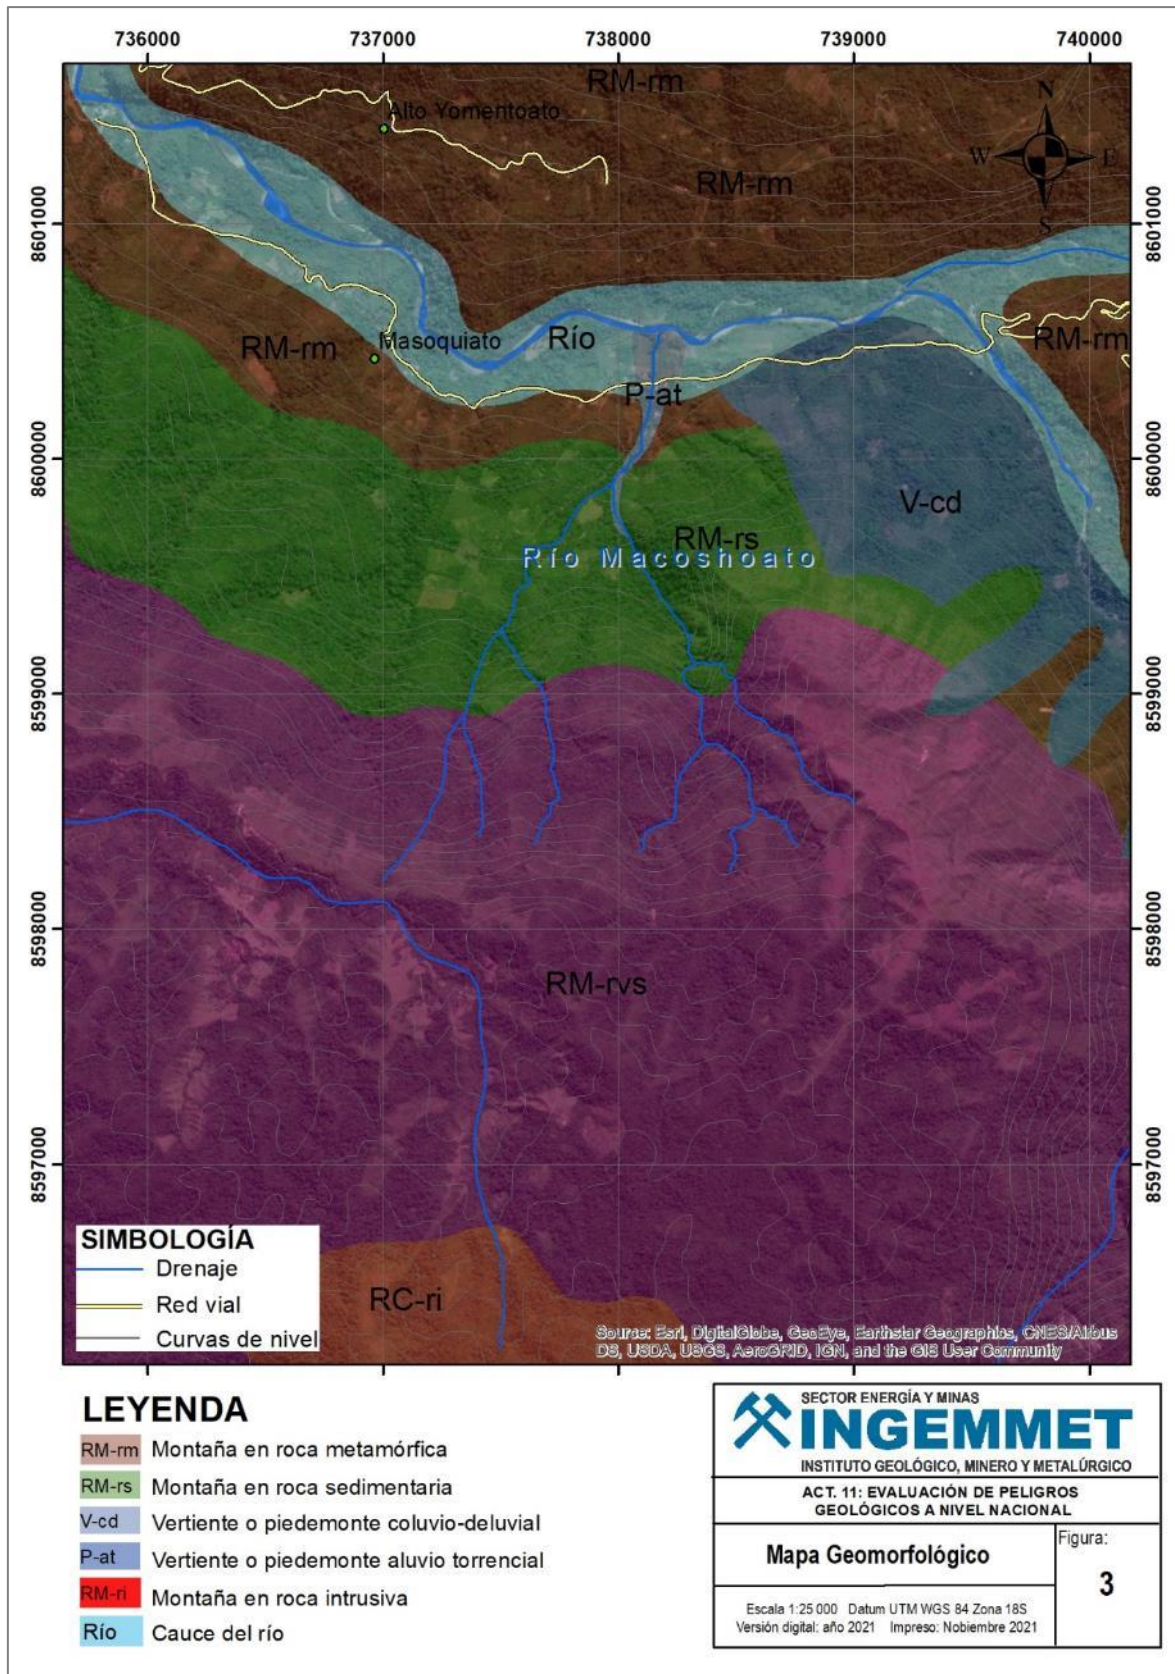 736000 737000 738000 739000 740000
RM-rm
Alto Yomentoato
N
W E
S
RM-rm
8601000 8601000
Río
Masoquiato
RM-rm
RM-rm
P-at
8600000 8600000
V-cd
RM-rs
Río Macoshoato
8599000 8599000
8598000 8598000
RM-rvs
8597000 8597000
RC-ri
SIMBOLOGÍA
Drenaje
Red vial
Curvas de nivel
Source: Esri, DigitalGlobe, GeoEye, Earthstar Geographics, CNES/Airbus
DS, USDA, USGS, AeroGRID, IGN, and the GIS User Community
LEYENDA
RM-rm Montaña en roca metamórfica
RM-rs Montaña en roca sedimentaria
V-cd Vertiente o piedemonte coluvio-deluvial
P-at Vertiente o piedemonte aluvio torrencial
RM-ri Montaña en roca intrusiva
Río Cauce del río
SECTOR ENERGÍA Y MINAS
INGEMMET
INSTITUTO GEOLÓGICO, MINERO Y METALÚRGICO
ACT. 11: EVALUACIÓN DE PELIGROS
GEOLÓGICOS A NIVEL NACIONAL
Mapa Geomorfológico
Figura:
3
Escala 1:25 000 Datum UTM WGS 84 Zona 18S
Versión digital: año 2021 Impreso: Nobiembre 2021